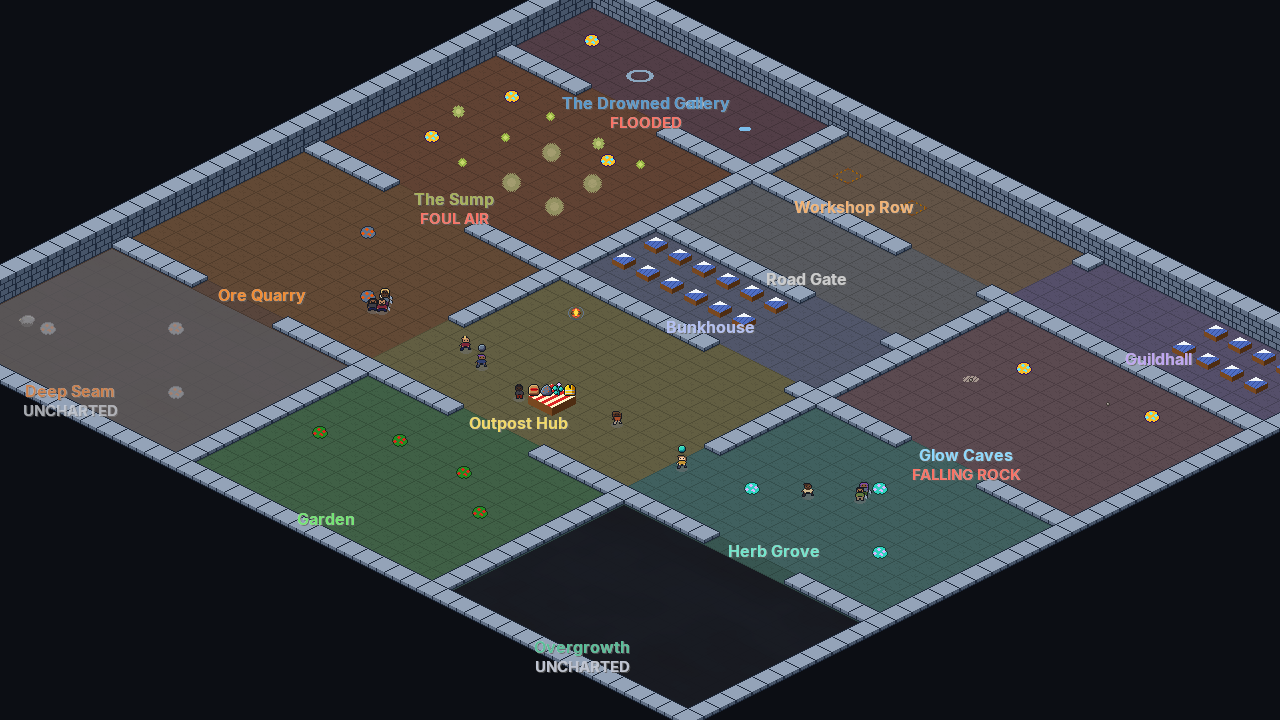 The Drowned Gallery
FLOODED
The Sump
FOUL AIR
Workshop Row
Road Gate
Ore Quarry
Bunkhouse
Guildhall
Deep Seam
UNCHARTED
Outpost Hub
Glow Caves
FALLING ROCK
Garden
Herb Grove
Overgrowth
UNCHARTED